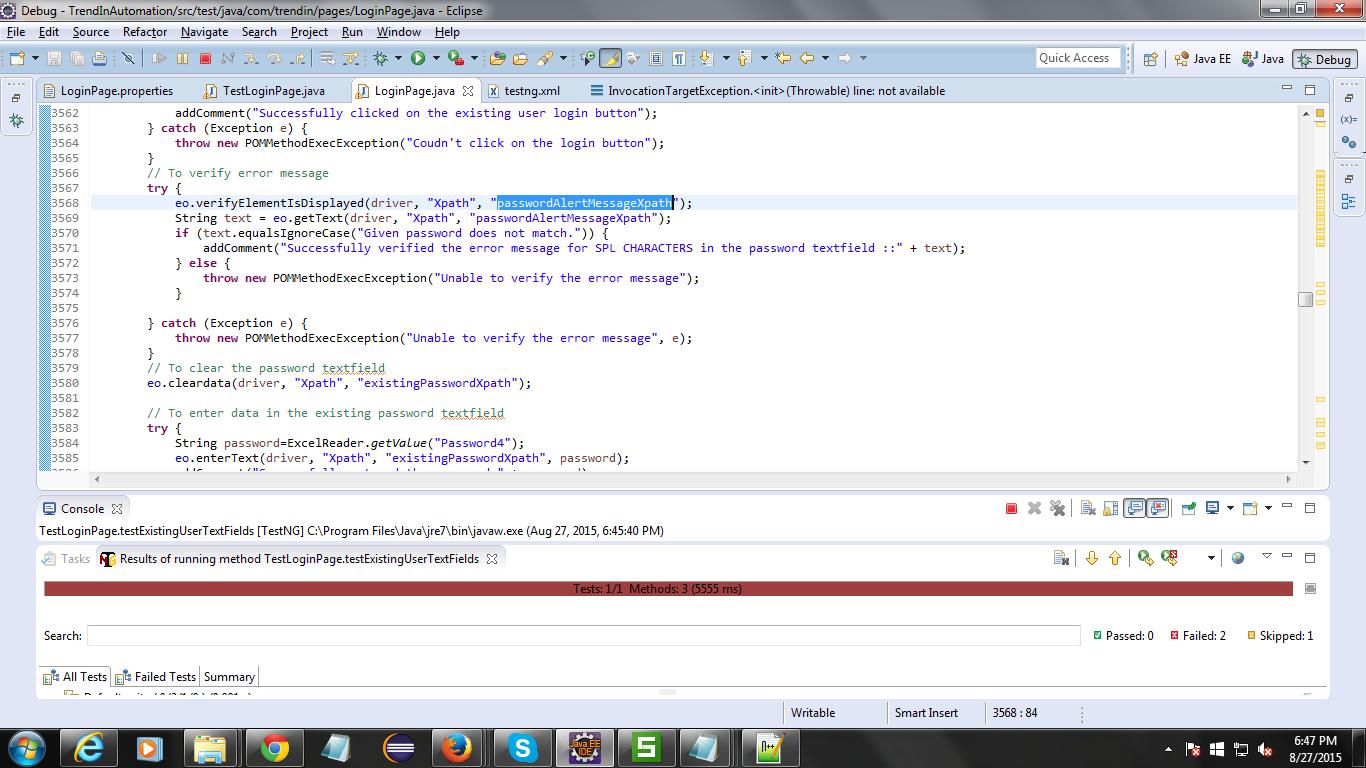 Debug - TrendInAutomation/src/test/java/com/trendin/pages/LoginPage.java - Eclipse
File Edit Source Refactor Navigate Search Project Run Window Help
Quick Access Java EE Java Debug
LoginPage.properties TestLoginPage.java LoginPage.java testng.xml InvocationTargetException.<init>(Throwable) line: not available
3562 addComment("Successfully clicked on the existing user login button");
3563 } catch (Exception e) {
3564 throw new POMMethodExecException("Coudn't click on the login button");
3565 }
3566 // To verify error message
3567 try {
3568 eo.verifyElementIsDisplayed(driver, "Xpath", "passwordAlertMessageXpath");
3569 String text = eo.getText(driver, "Xpath", "passwordAlertMessageXpath");
3570 if (text.equalsIgnoreCase("Given password does not match.")) {
3571 addComment("Successfully verified the error message for SPL CHARACTERS in the password textfield ::" + text);
3572 } else {
3573 throw new POMMethodExecException("Unable to verify the error message");
3574 }
3575
3576 } catch (Exception e) {
3577 throw new POMMethodExecException("Unable to verify the error message", e);
3578 }
3579 // To clear the password textfield
3580 eo.cleardata(driver, "Xpath", "existingPasswordXpath");
3581
3582 // To enter data in the existing password textfield
3583 try {
3584 String password=ExcelReader.getValue("Password4");
3585 eo.enterText(driver, "Xpath", "existingPasswordXpath", password);
Console
TestLoginPage.testExistingUserTextFields [TestNG] C:\Program Files\Java\jre7\bin\javaw.exe (Aug 27, 2015, 6:45:40 PM)
Tasks Results of running method TestLoginPage.testExistingUserTextFields
Tests: 1/1 Methods: 3 (5555 ms)
Search: Passed: 0 Failed: 2 Skipped: 1
All Tests Failed Tests Summary
Writable Smart Insert 3568 : 84
6:47 PM
8/27/2015